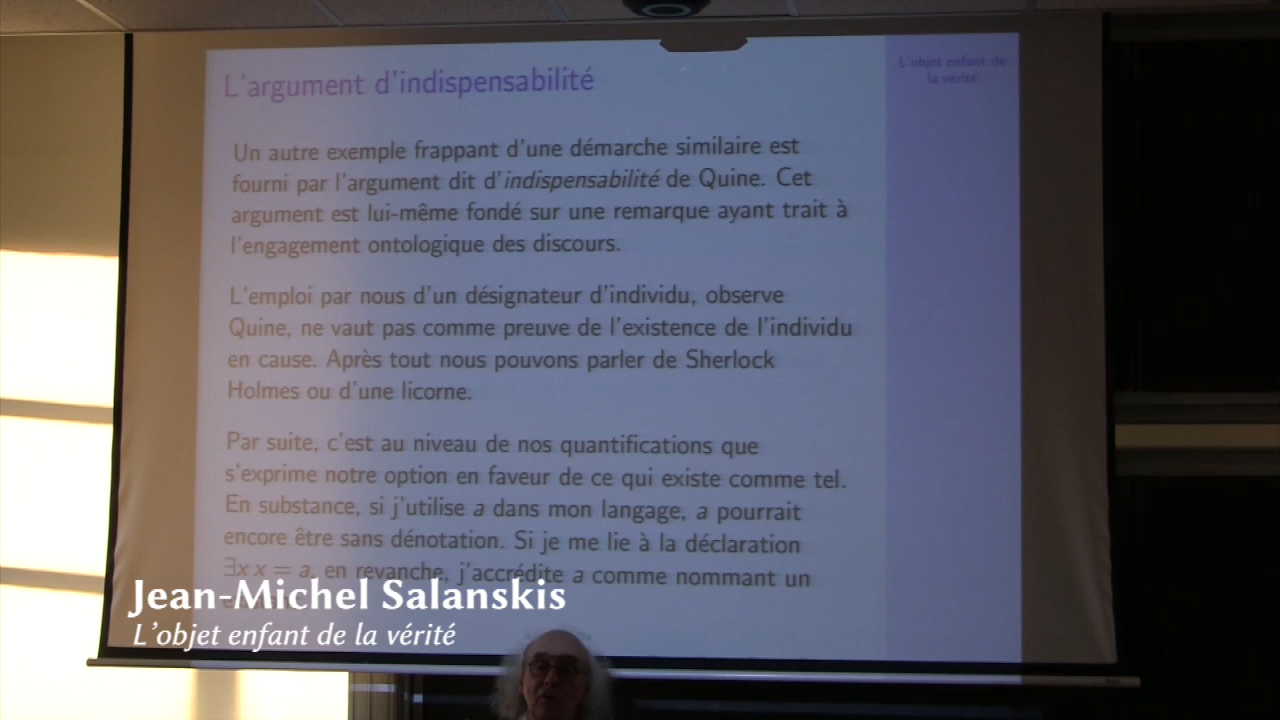 L'argument d'indispensabilité
L'objet enfant de
la vérité
Un autre exemple frappant d'une démarche similaire est
fourni par l'argument dit d'indispensabilité de Quine. Cet
argument est lui-même fondé sur une remarque ayant trait à
l'engagement ontologique des discours.
L'emploi par nous d'un désignateur d'individu, observe
Quine, ne vaut pas comme preuve de l'existence de l'individu
en cause. Après tout nous pouvons parler de Sherlock
Holmes ou d'une licorne.
Par suite, c'est au niveau de nos quantifications que
s'exprime notre option en faveur de ce qui existe comme tel.
En substance, si j'utilise a dans mon langage, a pourrait
encore être sans dénotation. Si je me lie à la déclaration
∃x x = a, en revanche, j'accrédite a comme nommant un
Jean-Michel Salanskis
L'objet enfant de la vérité